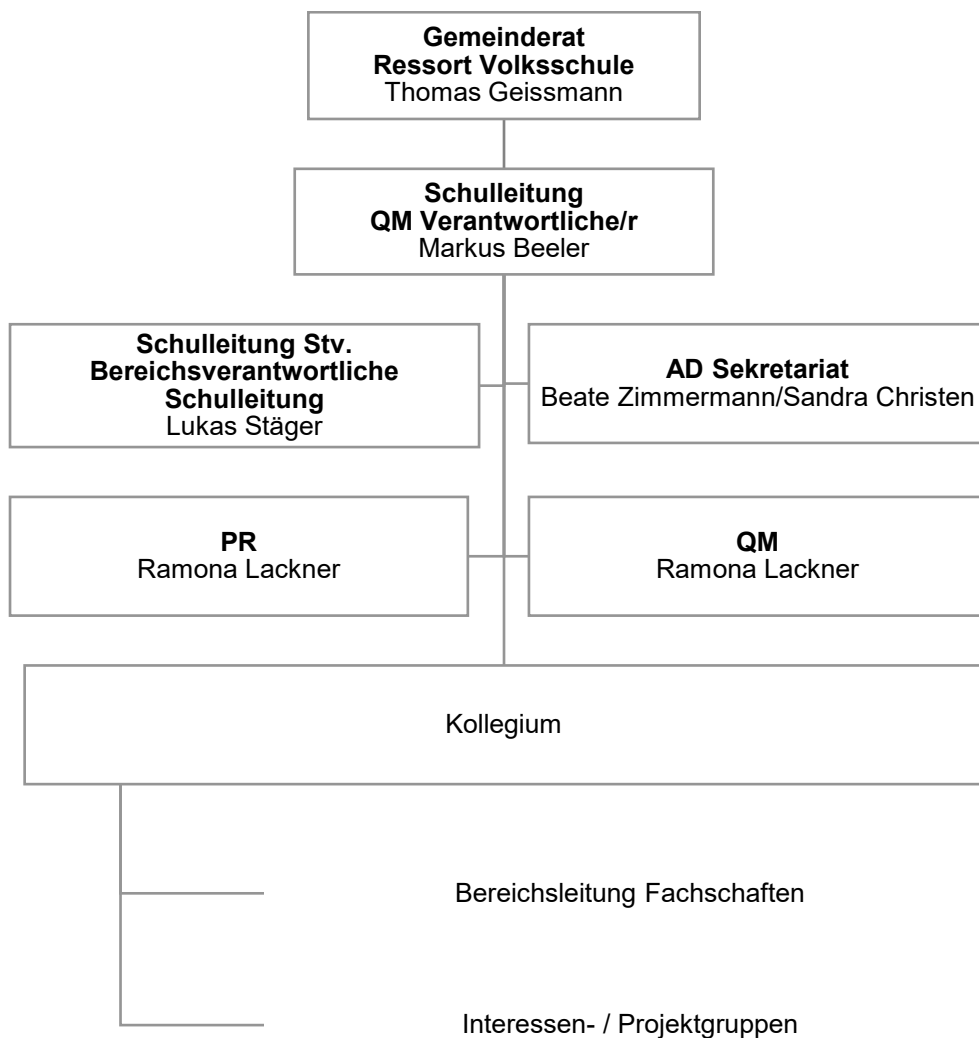 Gemeinderat
Ressort Volksschule
Thomas Geissmann
Schulleitung
QM Verantwortliche/r
Markus Beeler
Schulleitung Stv.
Bereichsverantwortliche
Schulleitung
Lukas Stäger
AD Sekretariat
Beate Zimmermann/Sandra Christen
PR
Ramona Lackner
QM
Ramona Lackner
Kollegium
Bereichsleitung Fachschaften
Interessen- / Projektgruppen